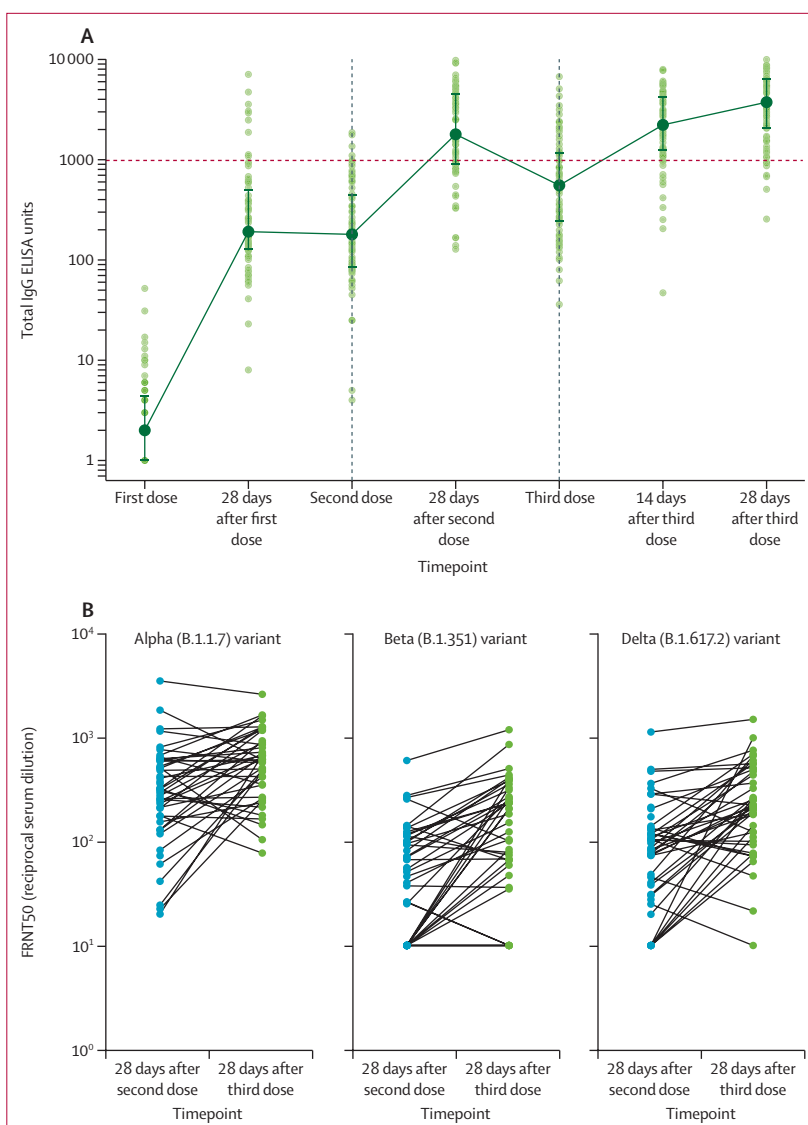 A
10 000
1000
100
10
1
Total IgG ELISA units
First dose
28 days
after first
dose
Second dose
28 days
after second
dose
Third dose
14 days
after third
dose
28 days
after third
dose
Timepoint
B
Alpha (B.1.1.7) variant
Beta (B.1.351) variant
Delta (B.1.617.2) variant
10⁴
10³
10²
10¹
10⁰
FRNT50 (reciprocal serum dilution)
28 days after
second dose
28 days after
third dose
Timepoint
28 days after
second dose
28 days after
third dose
Timepoint
28 days after
second dose
28 days after
third dose
Timepoint